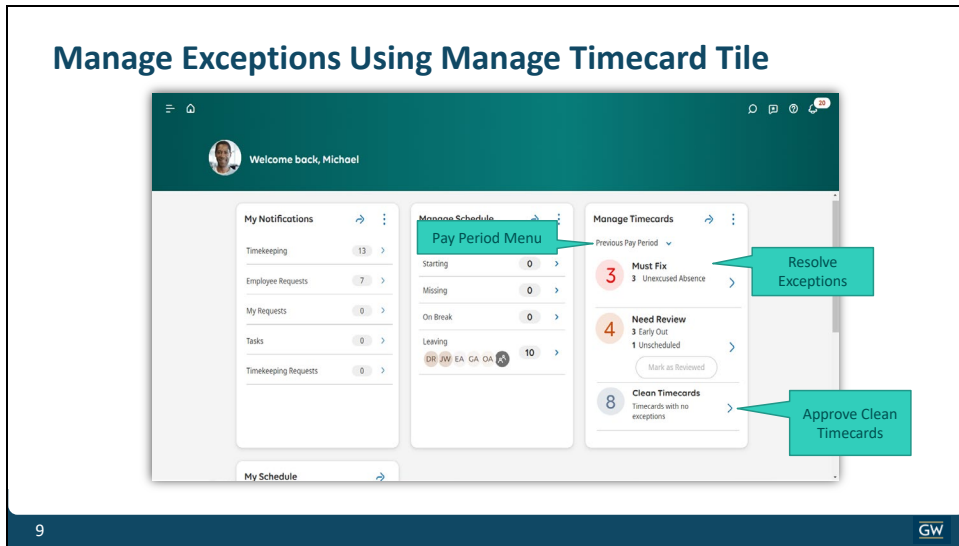 Manage Exceptions Using Manage Timecard Tile
20
Welcome back, Michael
My Notifications
Timekeeping 13
Employee Requests 7
My Requests 0
Tasks 0
Timekeeping Requests 0
Manage Schedule
Pay Period Menu
Starting 0
Missing 0
On Break 0
Leaving
DR JW EA GA OA 10
Manage Timecards
Previous Pay Period
3 Must Fix
3 Unexcused Absence
Resolve
Exceptions
4 Need Review
3 Early Out
1 Unscheduled
Mark as Reviewed
8 Clean Timecards
Timecards with no
exceptions
Approve Clean
Timecards
My Schedule
9
GW